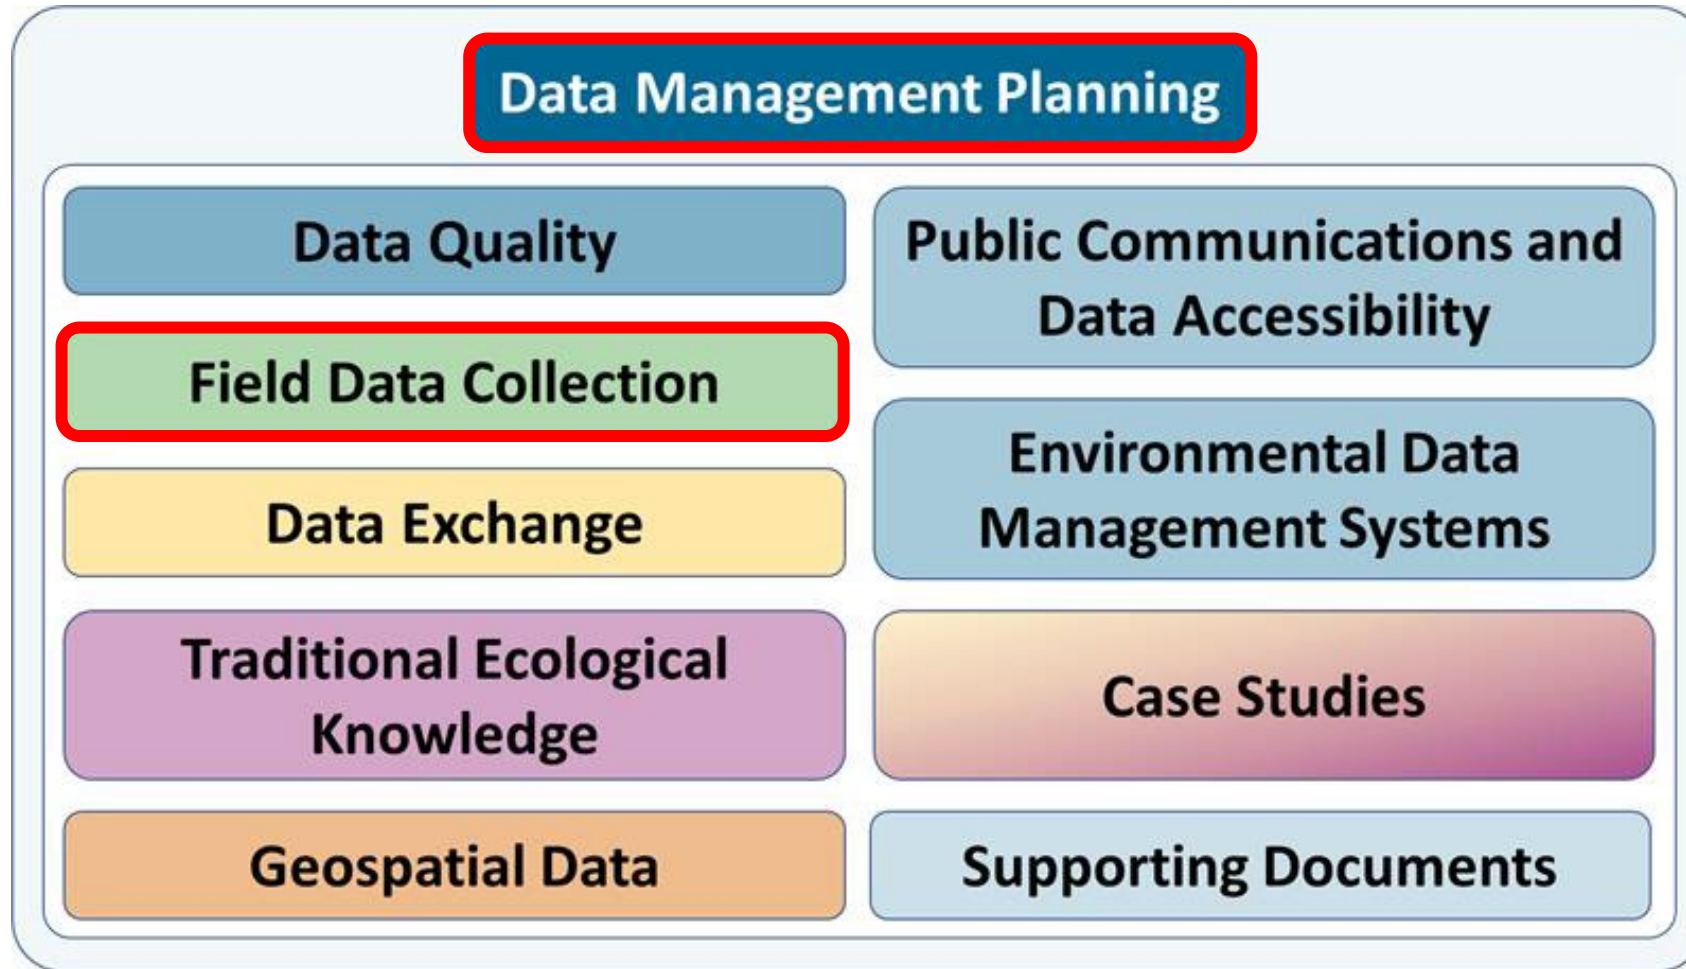 Data Management Planning
Data Quality
Field Data Collection
Data Exchange
Traditional Ecological
Knowledge
Geospatial Data
Public Communications and
Data Accessibility
Environmental Data
Management Systems
Case Studies
Supporting Documents